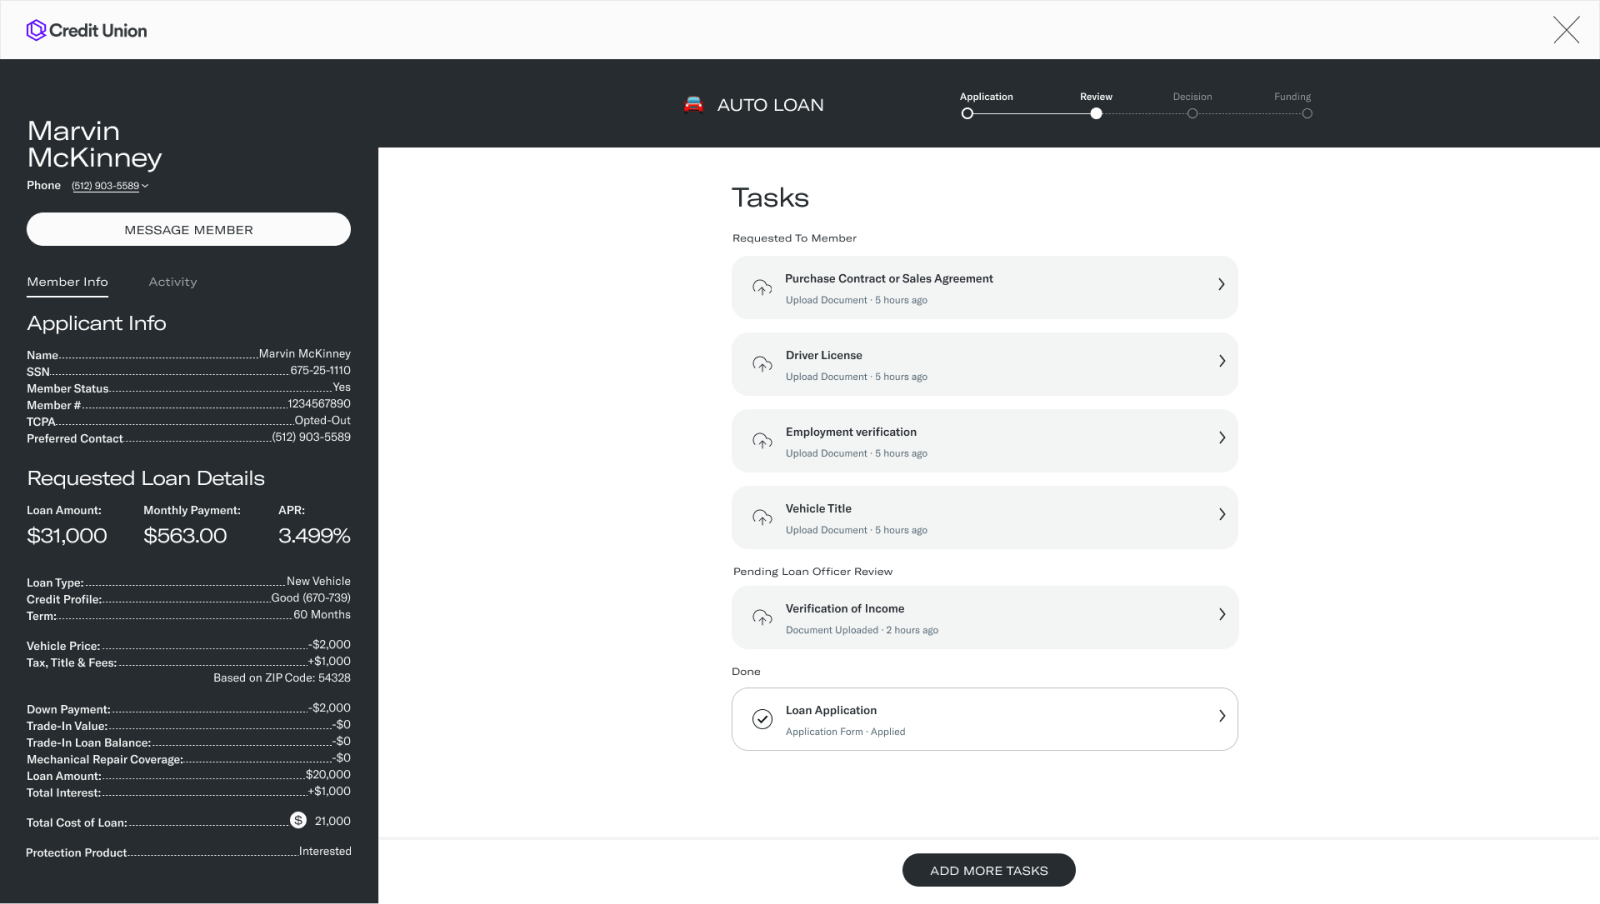 Credit Union
AUTO LOAN
Application
Review
Decision
Funding
Marvin
McKinney
Phone (512) 903-5589
MESSAGE MEMBER
Member Info
Activity
Applicant Info
Name Marvin McKinney
SSN 675-25-1110
Member Status Yes
Member # 1234567890
TCPA Opted-Out
Preferred Contact (512) 903-5589
Requested Loan Details
Loan Amount: Monthly Payment: APR:
$31,000 $563.00 3.499%
Loan Type: New Vehicle
Credit Profile: Good (670-739)
Term: 60 Months
Vehicle Price: -$2,000
Tax, Title & Fees: +$1,000
Based on ZIP Code: 54328
Down Payment: -$2,000
Trade-In Value: -$0
Trade-In Loan Balance: -$0
Mechanical Repair Coverage: -$0
Loan Amount: $20,000
Total Interest: +$1,000
Total Cost of Loan: $ 21,000
Protection Product Interested
Tasks
Requested To Member
Purchase Contract or Sales Agreement
Upload Document · 5 hours ago
Driver License
Upload Document · 5 hours ago
Employment verification
Upload Document · 5 hours ago
Vehicle Title
Upload Document · 5 hours ago
Pending Loan Officer Review
Verification of Income
Document Uploaded · 2 hours ago
Done
Loan Application
Application Form · Applied
ADD MORE TASKS